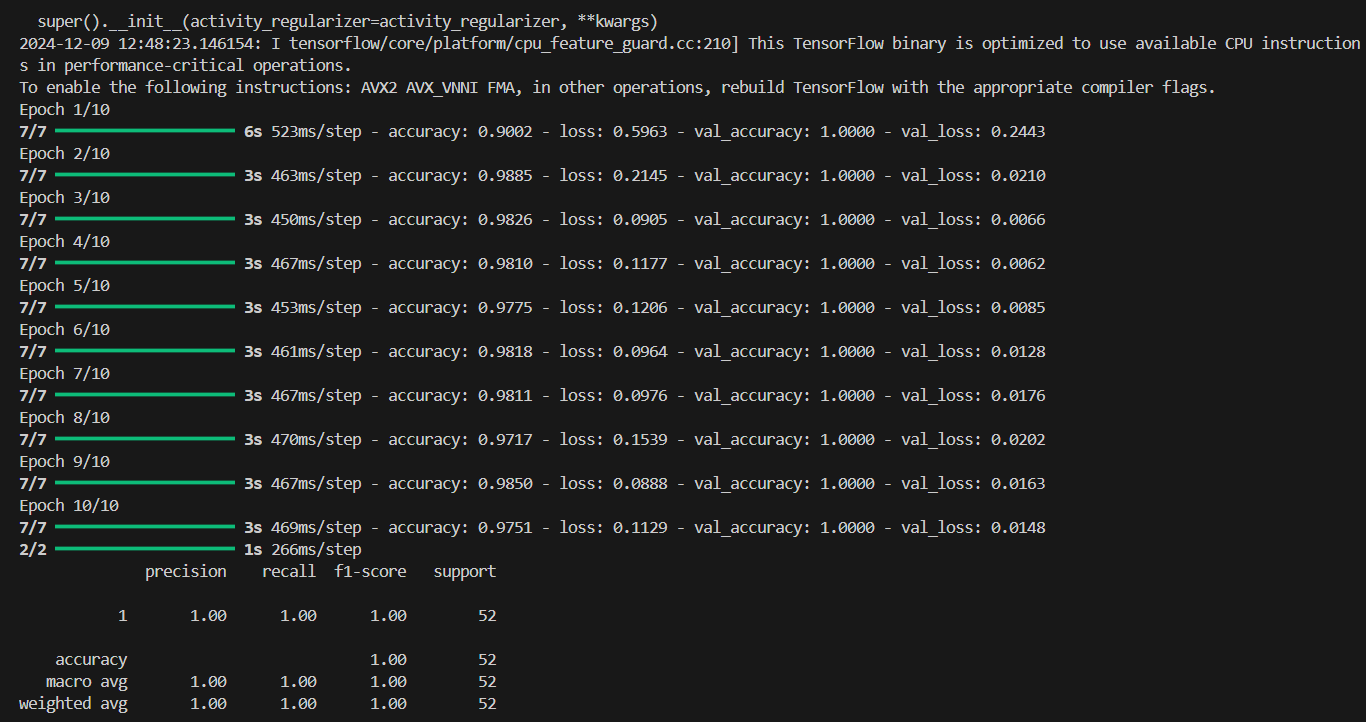 super().__init__(activity_regularizer=activity_regularizer, **kwargs)
2024-12-09 12:48:23.146154: I tensorflow/core/platform/cpu_feature_guard.cc:210] This TensorFlow binary is optimized to use available CPU instruction
s in performance-critical operations.
To enable the following instructions: AVX2 AVX_VNNI FMA, in other operations, rebuild TensorFlow with the appropriate compiler flags.
Epoch 1/10
7/7 6s 523ms/step - accuracy: 0.9002 - loss: 0.5963 - val_accuracy: 1.0000 - val_loss: 0.2443
Epoch 2/10
7/7 3s 463ms/step - accuracy: 0.9885 - loss: 0.2145 - val_accuracy: 1.0000 - val_loss: 0.0210
Epoch 3/10
7/7 3s 450ms/step - accuracy: 0.9826 - loss: 0.0905 - val_accuracy: 1.0000 - val_loss: 0.0066
Epoch 4/10
7/7 3s 467ms/step - accuracy: 0.9810 - loss: 0.1177 - val_accuracy: 1.0000 - val_loss: 0.0062
Epoch 5/10
7/7 3s 453ms/step - accuracy: 0.9775 - loss: 0.1206 - val_accuracy: 1.0000 - val_loss: 0.0085
Epoch 6/10
7/7 3s 461ms/step - accuracy: 0.9818 - loss: 0.0964 - val_accuracy: 1.0000 - val_loss: 0.0128
Epoch 7/10
7/7 3s 467ms/step - accuracy: 0.9811 - loss: 0.0976 - val_accuracy: 1.0000 - val_loss: 0.0176
Epoch 8/10
7/7 3s 470ms/step - accuracy: 0.9717 - loss: 0.1539 - val_accuracy: 1.0000 - val_loss: 0.0202
Epoch 9/10
7/7 3s 467ms/step - accuracy: 0.9850 - loss: 0.0888 - val_accuracy: 1.0000 - val_loss: 0.0163
Epoch 10/10
7/7 3s 469ms/step - accuracy: 0.9751 - loss: 0.1129 - val_accuracy: 1.0000 - val_loss: 0.0148
2/2 1s 266ms/step
precision recall f1-score support
1 1.00 1.00 1.00 52
accuracy 1.00 52
macro avg 1.00 1.00 1.00 52
weighted avg 1.00 1.00 1.00 52